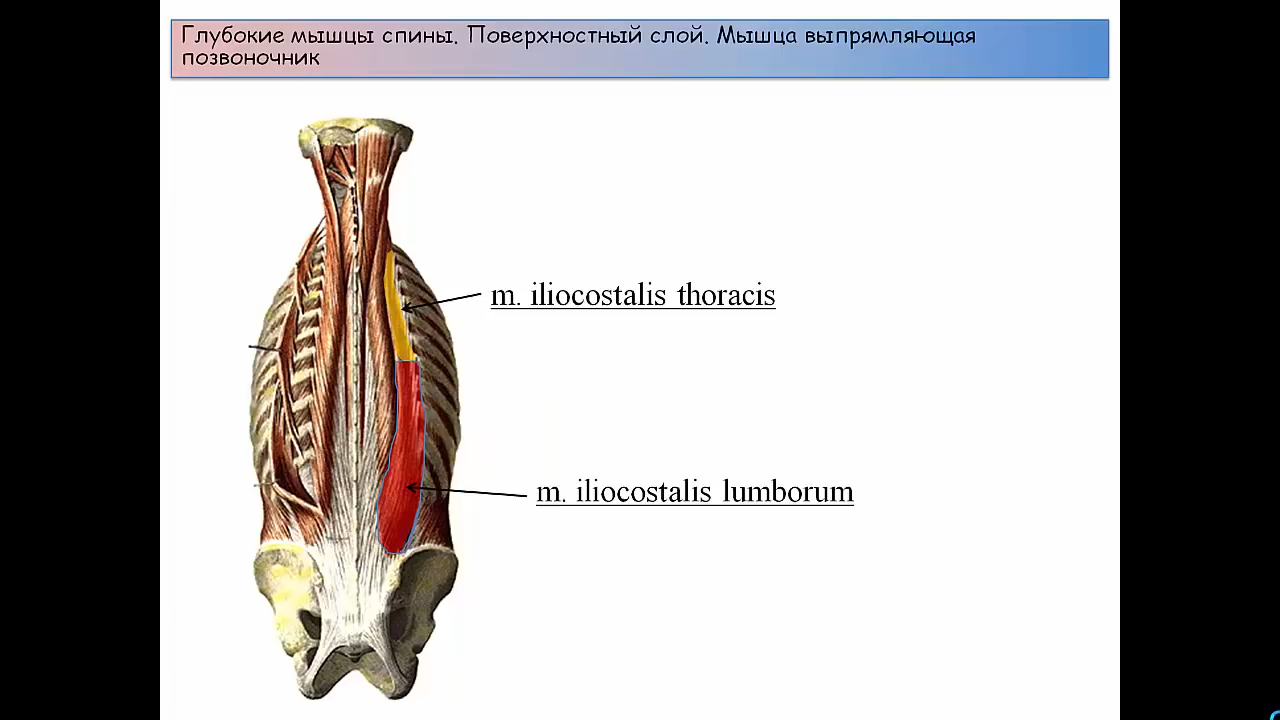 Глубокие мышцы спины. Поверхностный слой. Мышца выпрямляющая
позвоночник
m. iliocostalis thoracis
m. iliocostalis lumborum